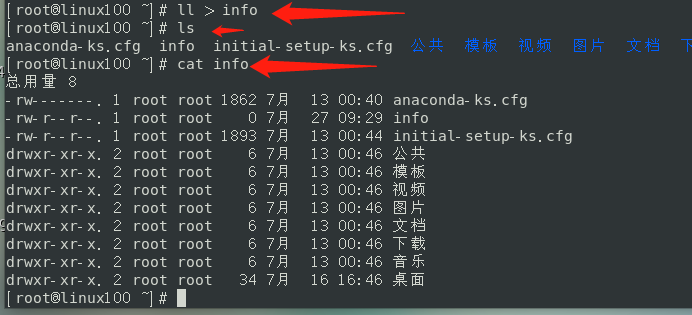 [root@linux100 ~]# ll > info
[root@linux100 ~]# ls
anaconda-ks.cfg info initial-setup-ks.cfg 公共 模板 视频 图片 文档
[root@linux100 ~]# cat info
总用量 8
-rw-------. 1 root root 1862 7月 13 00:40 anaconda-ks.cfg
-rw-r--r--. 1 root root 0 7月 27 09:29 info
-rw-r--r--. 1 root root 1893 7月 13 00:44 initial-setup-ks.cfg
drwxr-xr-x. 2 root root 6 7月 13 00:46 公共
drwxr-xr-x. 2 root root 6 7月 13 00:46 模板
drwxr-xr-x. 2 root root 6 7月 13 00:46 视频
drwxr-xr-x. 2 root root 6 7月 13 00:46 图片
drwxr-xr-x. 2 root root 6 7月 13 00:46 文档
drwxr-xr-x. 2 root root 6 7月 13 00:46 下载
drwxr-xr-x. 2 root root 6 7月 13 00:46 音乐
drwxr-xr-x. 2 root root 34 7月 16 16:46 桌面
[root@linux100 ~]#